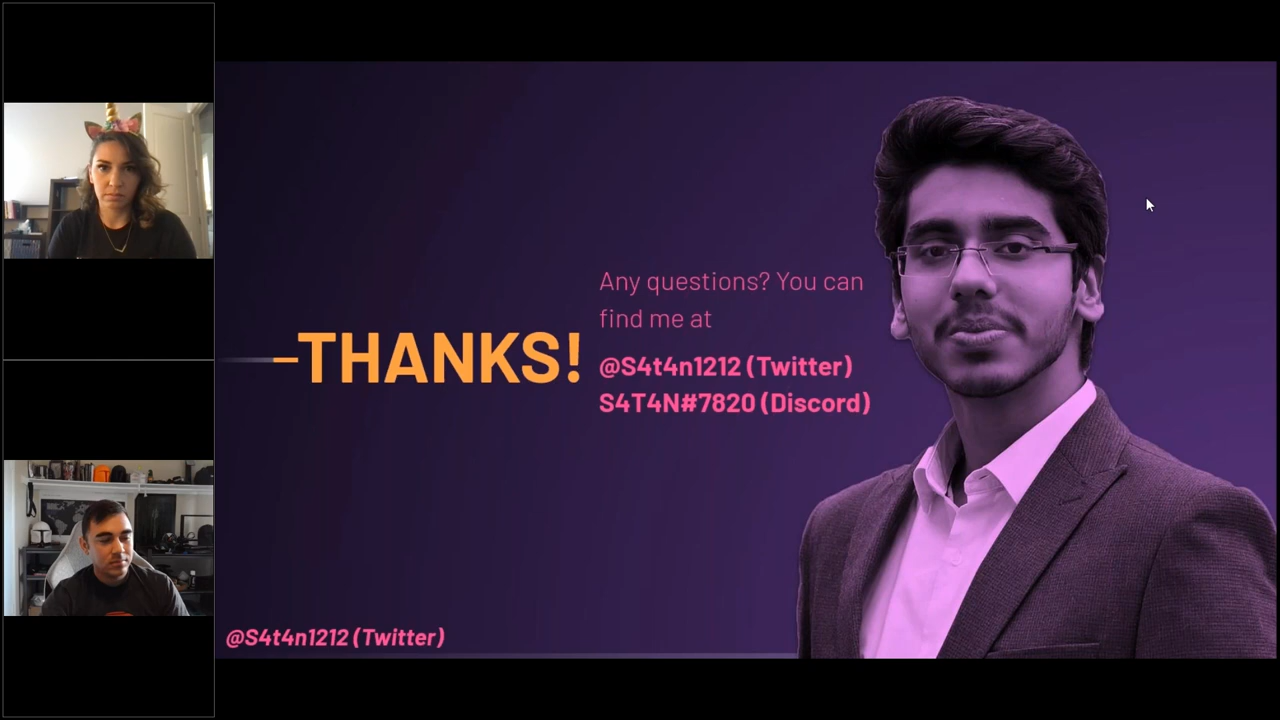 –THANKS!
Any questions? You can
find me at
@S4t4n1212 (Twitter)
S4T4N#7820 (Discord)
@S4t4n1212 (Twitter)